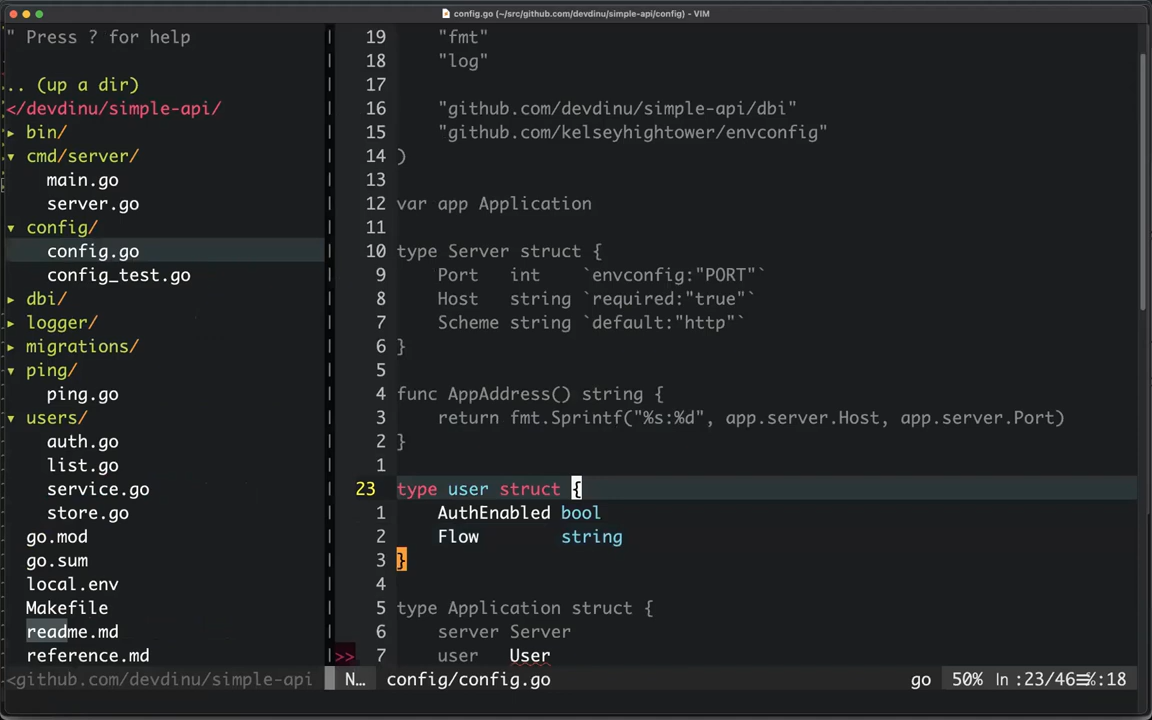 config.go (~/src/github.com/devdinu/simple-api/config) - VIM
" Press ? for help
.. (up a dir)
</devdinu/simple-api/
▸ bin/
▾ cmd/server/
main.go
server.go
▾ config/
config.go
config_test.go
▸ dbi/
▸ logger/
▸ migrations/
▾ ping/
ping.go
▾ users/
auth.go
list.go
service.go
store.go
go.mod
go.sum
local.env
Makefile
readme.md
reference.md
<github.com/devdinu/simple-api
19 "fmt"
18 "log"
17
16 "github.com/devdinu/simple-api/dbi"
15 "github.com/kelseyhightower/envconfig"
14 )
13
12 var app Application
11
10 type Server struct {
9 Port int `envconfig:"PORT"`
8 Host string `required:"true"`
7 Scheme string `default:"http"`
6 }
5
4 func AppAddress() string {
3 return fmt.Sprintf("%s:%d", app.server.Host, app.server.Port)
2 }
1
23 type user struct {
1 AuthEnabled bool
2 Flow string
3 }
4
5 type Application struct {
6 server Server
>> 7 user User
N… config/config.go go 50% ln :23/46≡℅:18